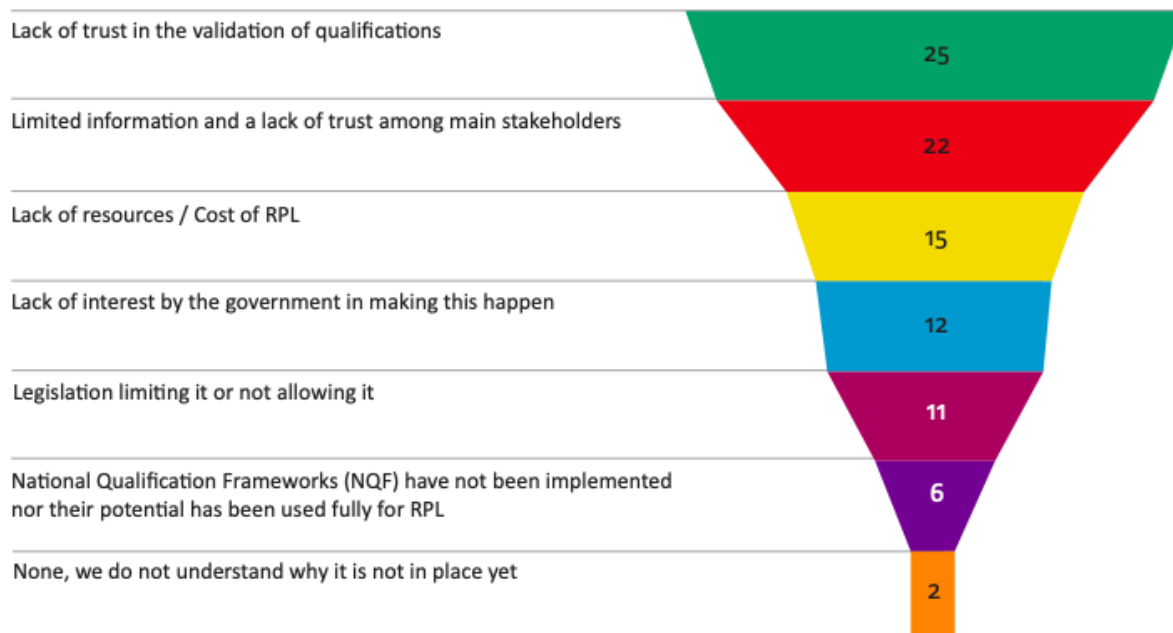 Lack of trust in the validation of qualifications
25
Limited information and a lack of trust among main stakeholders
22
Lack of resources / Cost of RPL
15
Lack of interest by the government in making this happen
12
Legislation limiting it or not allowing it
11
National Qualification Frameworks (NQF) have not been implemented
nor their potential has been used fully for RPL
6
None, we do not understand why it is not in place yet
2